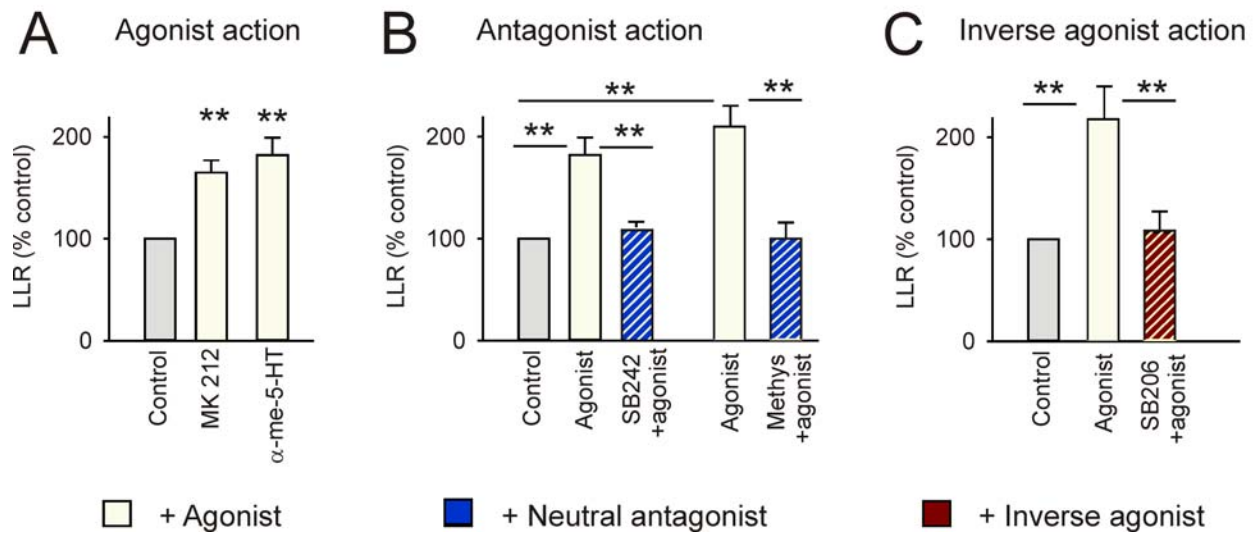 A Agonist action
LLR (% control)
200
100
0
** **
Control
MK 212
α-me-5-HT
B Antagonist action
LLR (% control)
200
100
0
**
** ** **
Control
Agonist
SB242
+agonist
Agonist
Methys
+agonist
C Inverse agonist action
LLR (% control)
200
100
0
** **
Control
Agonist
SB206
+agonist
+ Agonist
+ Neutral antagonist
+ Inverse agonist